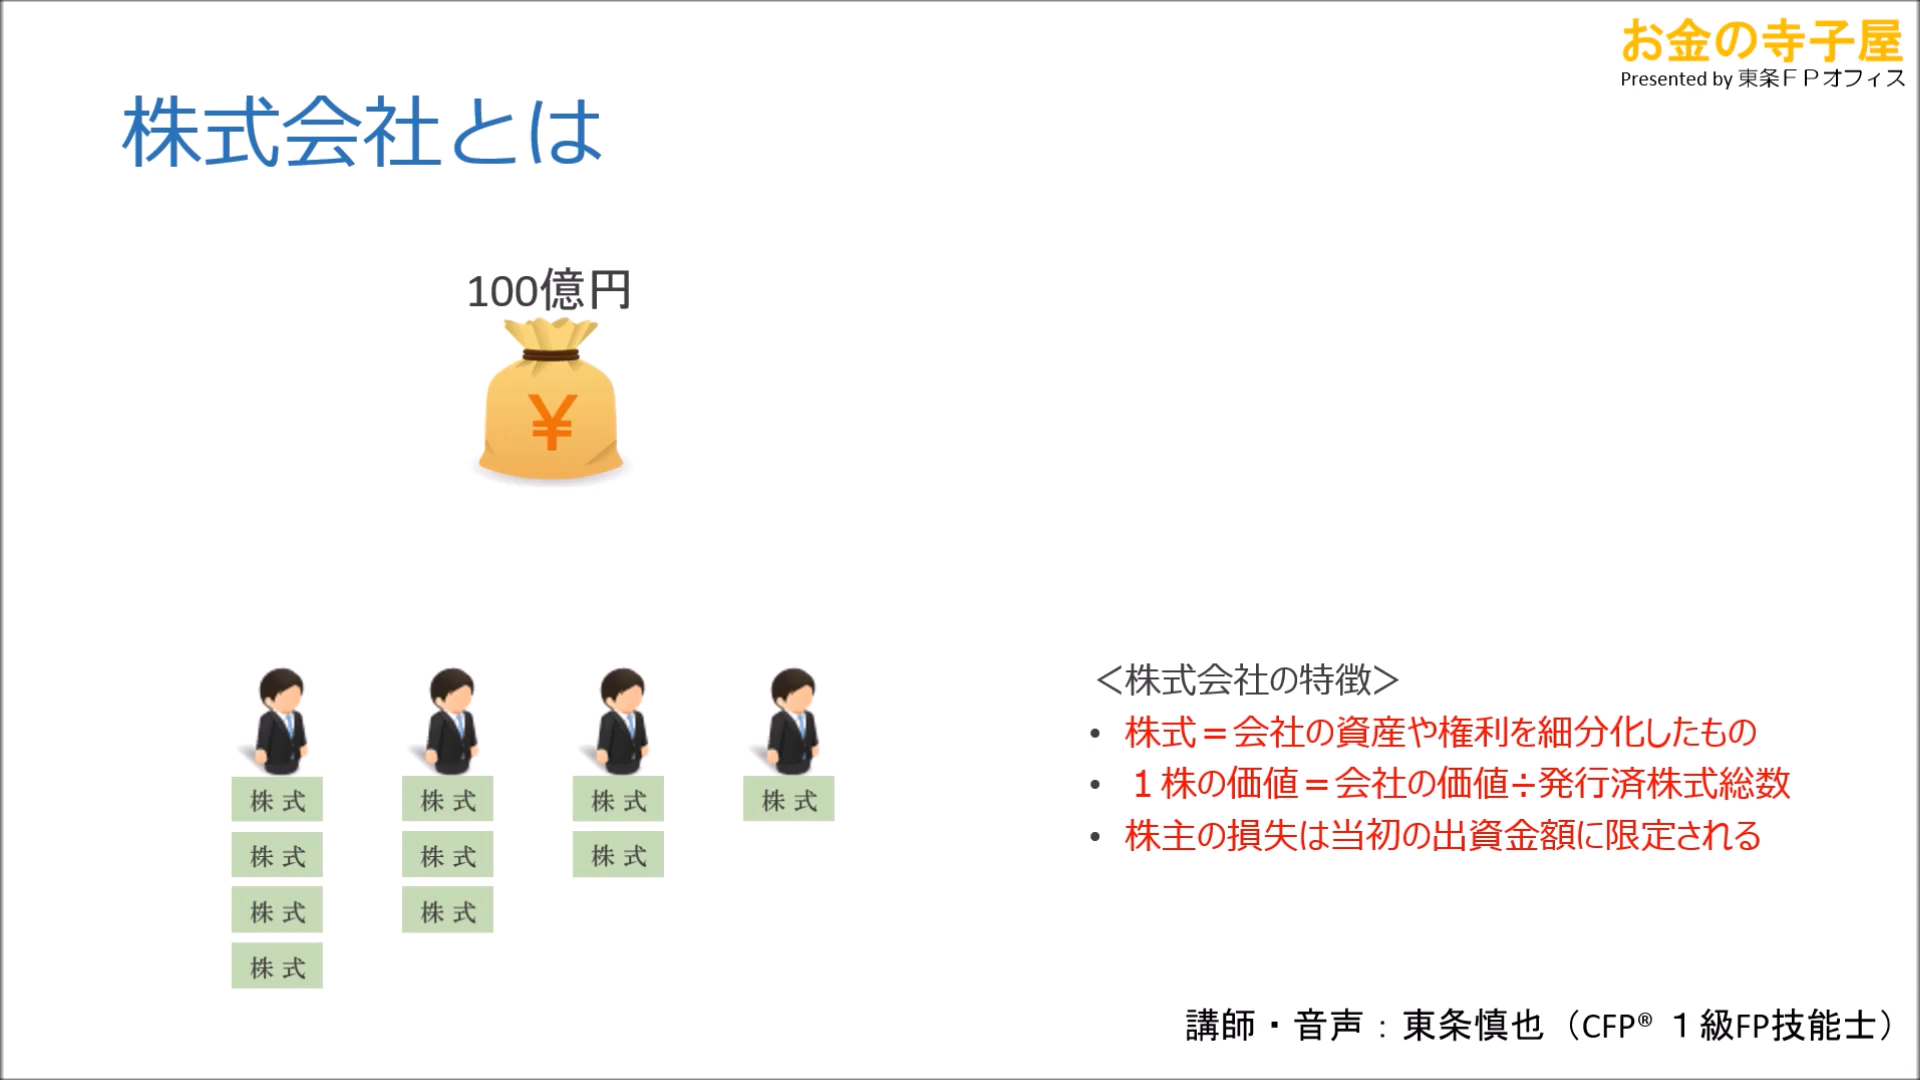 お金の寺子屋
Presented by 東条ＦＰオフィス
株式会社とは
100億円
¥
株式 株式 株式 株式
株式 株式 株式
株式 株式
株式
＜株式会社の特徴＞
• 株式＝会社の資産や権利を細分化したもの
• １株の価値＝会社の価値÷発行済株式総数
• 株主の損失は当初の出資金額に限定される
講師・音声：東条慎也（CFP® １級FP技能士）